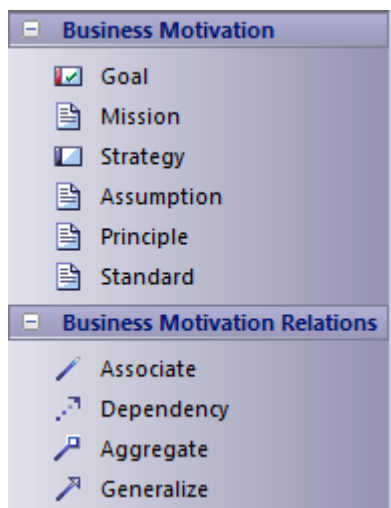 Business Motivation
Goal
Mission
Strategy
Assumption
Principle
Standard
Business Motivation Relations
Associate
Dependency
Aggregate
Generalize